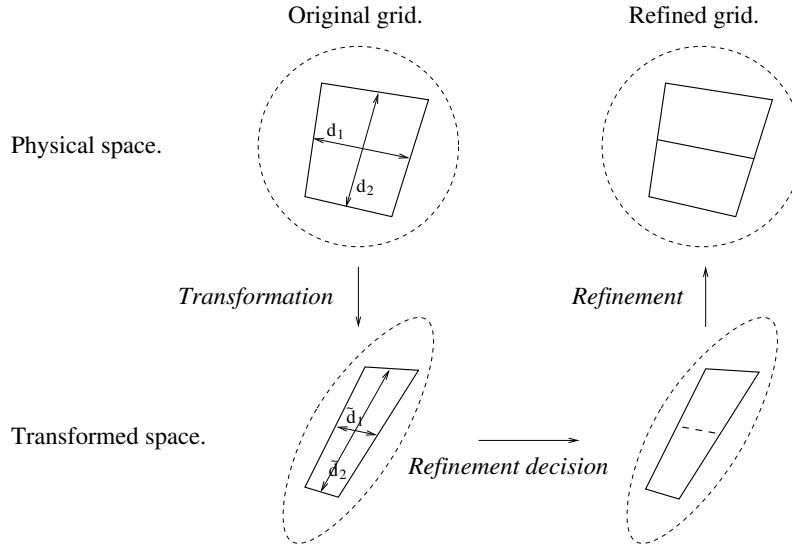 Original grid.
Refined grid.
Physical space.
d1
d2
Transformation
Refinement
Transformed space.
d̃1
d̃2
Refinement decision